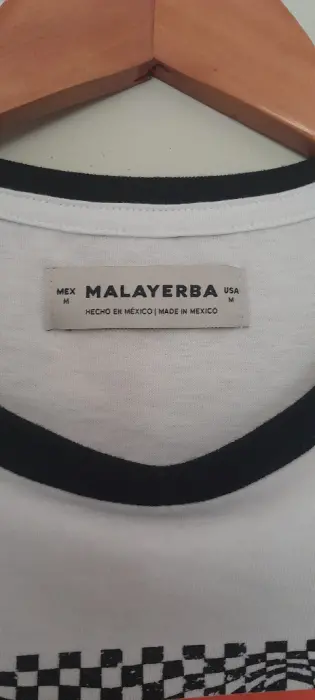 MEX MALAYERBA USA
M M
HECHO EN MÉXICO | MADE IN MEXICO